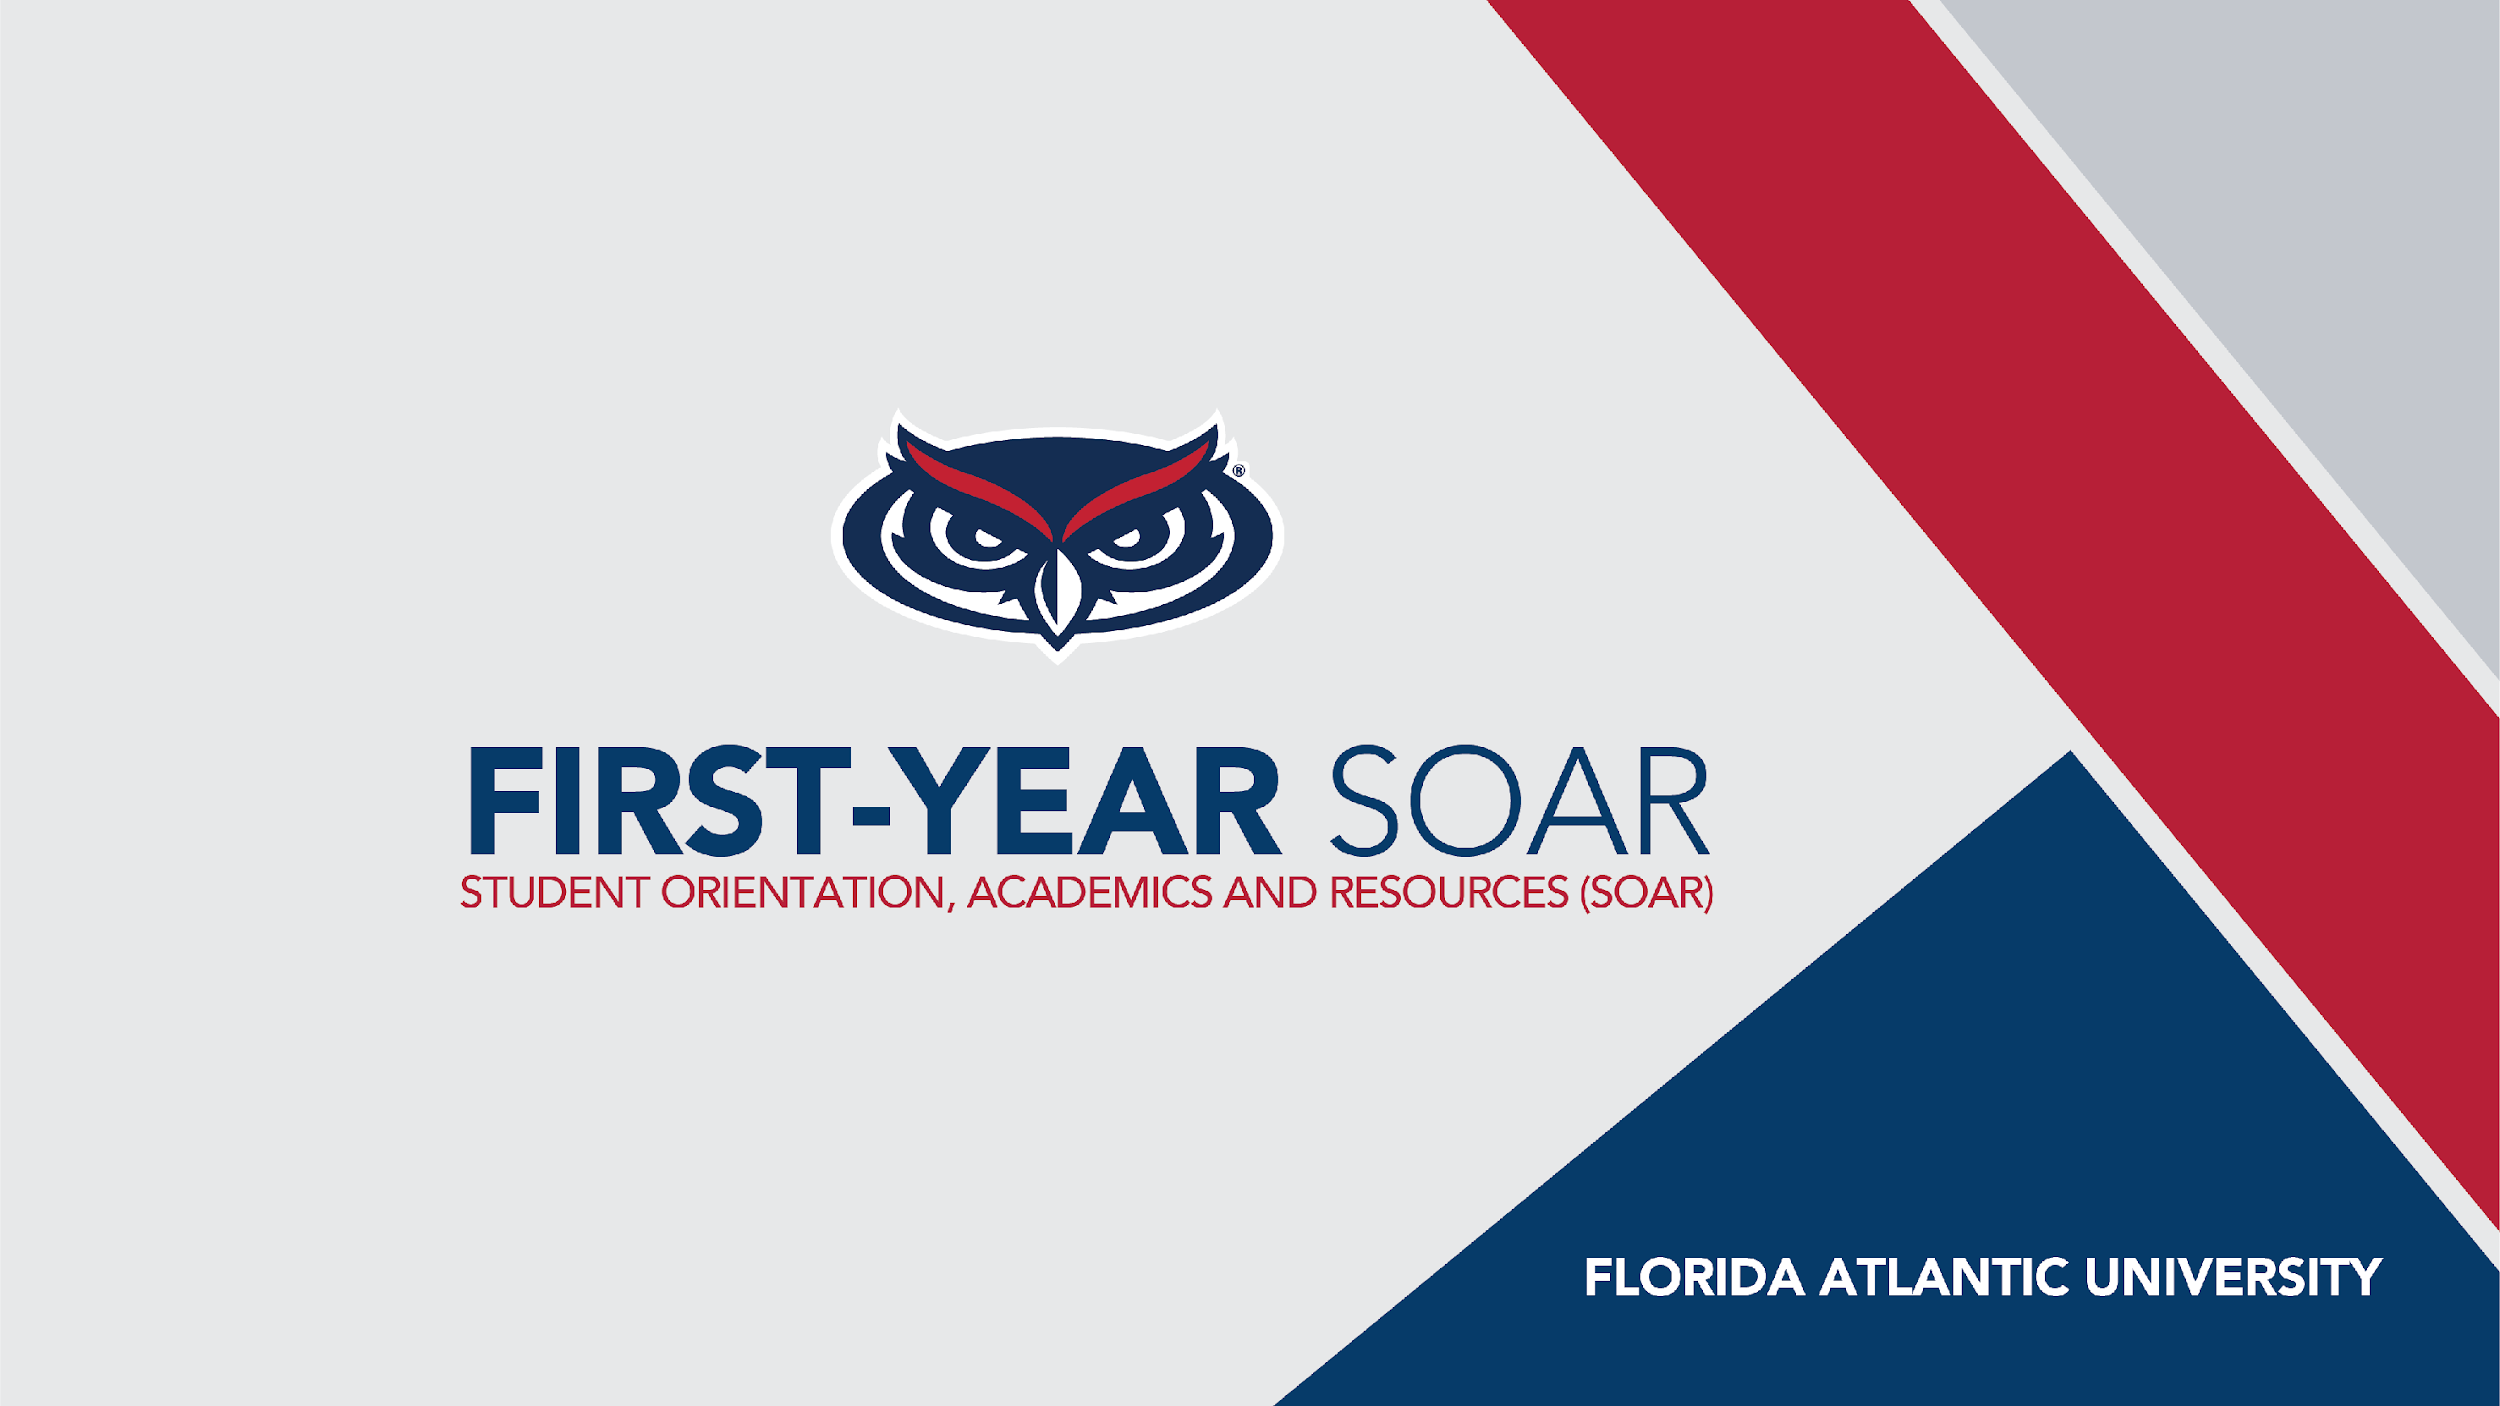 ®
FIRST-YEAR SOAR
STUDENT ORIENTATION, ACADEMICS AND RESOURCES (SOAR)
FLORIDA ATLANTIC UNIVERSITY